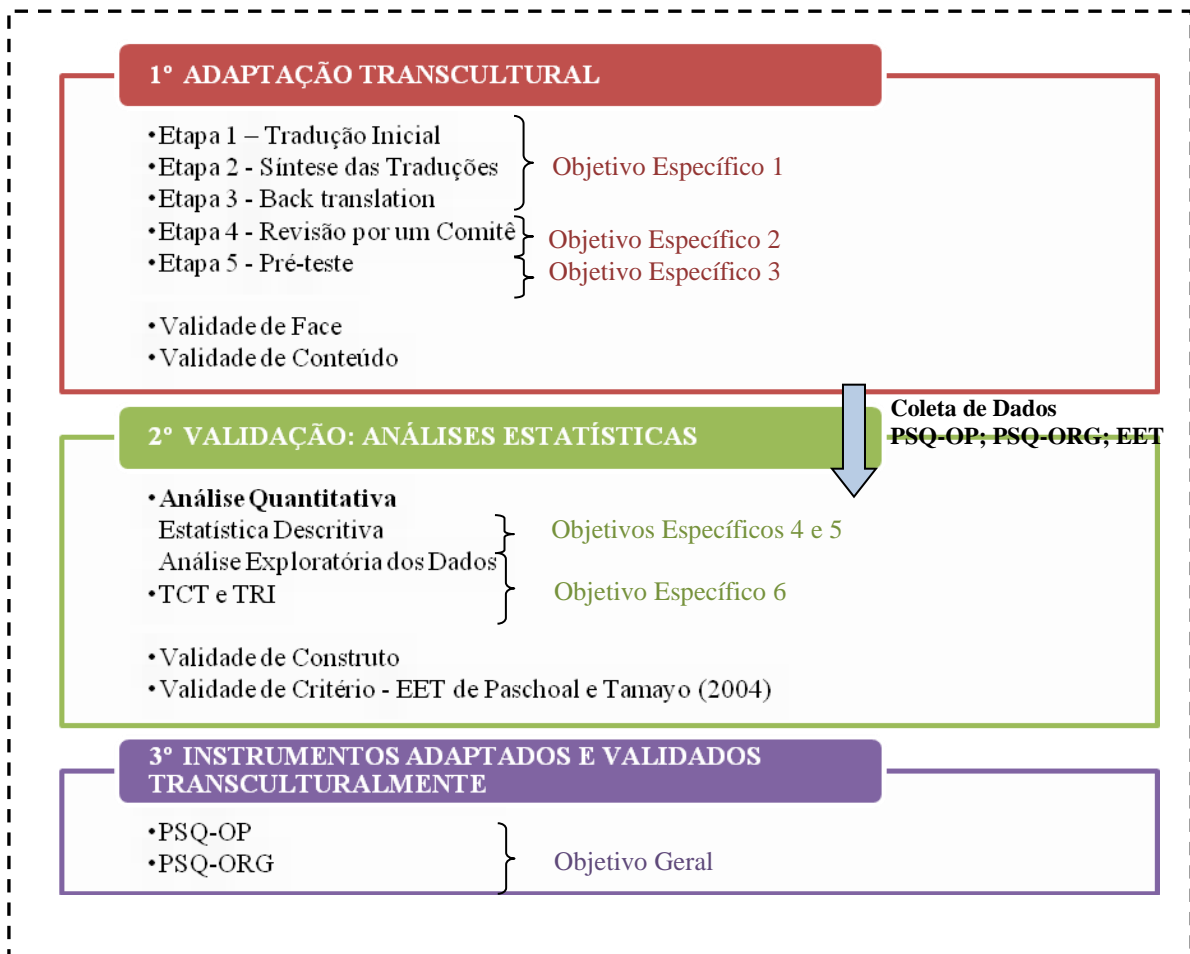 1º ADAPTAÇÃO TRANSCULTURAL
•Etapa 1 – Tradução Inicial
•Etapa 2 - Síntese das Traduções
•Etapa 3 - Back translation
Objetivo Específico 1
•Etapa 4 - Revisão por um Comitê
Objetivo Específico 2
•Etapa 5 - Pré-teste
Objetivo Específico 3
•Validade de Face
•Validade de Conteúdo
Coleta de Dados
PSQ-OP; PSQ-ORG; EET
2º VALIDAÇÃO: ANÁLISES ESTATÍSTICAS
•Análise Quantitativa
Estatística Descritiva
Objetivos Específicos 4 e 5
Análise Exploratória dos Dados
•TCT e TRI
Objetivo Específico 6
•Validade de Construto
•Validade de Critério - EET de Paschoal e Tamayo (2004)
3º INSTRUMENTOS ADAPTADOS E VALIDADOS
TRANSCULTURALMENTE
•PSQ-OP
•PSQ-ORG
Objetivo Geral